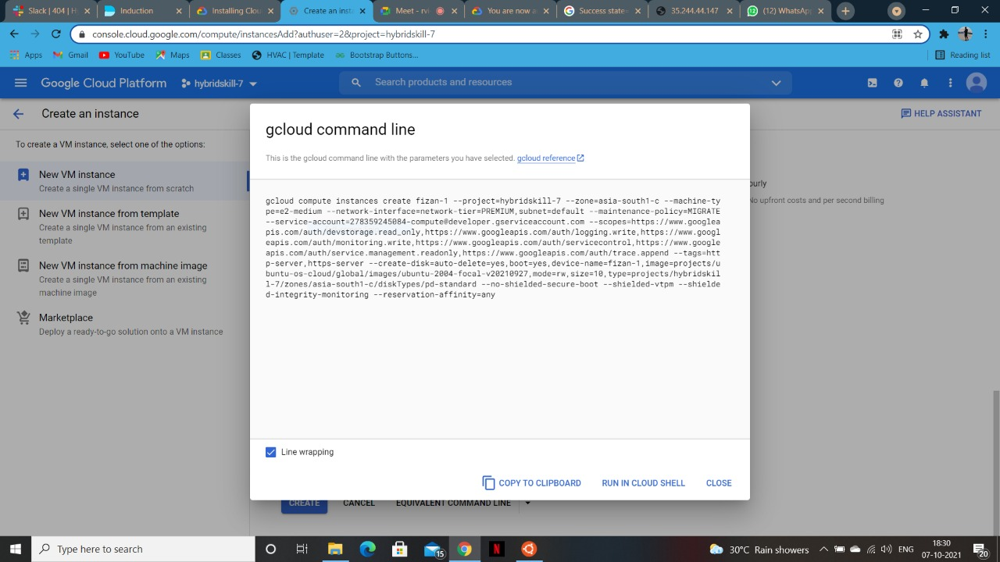 Slack | 404 | H
Induction
Installing Clou
Create an insta
Meet - rvi
You are now a
Success state-
35.244.44.147
(12) WhatsAp
console.cloud.google.com/compute/instancesAdd?authuser=2&project=hybridskill-7
Apps
Gmail
YouTube
Maps
Classes
HVAC | Template
Bootstrap Buttons...
Reading list
Google Cloud Platform
hybridskill-7
Search products and resources
Create an instance
HELP ASSISTANT
To create a VM instance, select one of the options:
New VM instance
Create a single VM instance from scratch
New VM instance from template
Create a single VM instance from an existing
template
New VM instance from machine image
Create a single VM instance from an existing
machine image
Marketplace
Deploy a ready-to-go solution onto a VM instance
gcloud command line
This is the gcloud command line with the parameters you have selected. gcloud reference
gcloud compute instances create fizan-1 --project=hybridskill-7 --zone=asia-south1-c --machine-ty
pe=e2-medium --network-interface=network-tier=PREMIUM,subnet=default --maintenance-policy=MIGRATE
--service-account=278359245084-compute@developer.gserviceaccount.com --scopes=https://www.googlea
pis.com/auth/devstorage.read_only,https://www.googleapis.com/auth/logging.write,https://www.googl
eapis.com/auth/monitoring.write,https://www.googleapis.com/auth/servicecontrol,https://www.google
apis.com/auth/service.management.readonly,https://www.googleapis.com/auth/trace.append --tags=htt
p-server,https-server --create-disk=auto-delete=yes,boot=yes,device-name=fizan-1,image=projects/u
buntu-os-cloud/global/images/ubuntu-2004-focal-v20210927,mode=rw,size=10,type=projects/hybridskil
l-7/zones/asia-south1-c/diskTypes/pd-standard --no-shielded-secure-boot --shielded-vtpm --shielde
d-integrity-monitoring --reservation-affinity=any
ourly
No upfront costs and per second billing
Line wrapping
COPY TO CLIPBOARD
RUN IN CLOUD SHELL
CLOSE
CREATE
CANCEL
EQUIVALENT COMMAND LINE
Type here to search
15
N
30°C Rain showers
ENG
18:30
07-10-2021
20